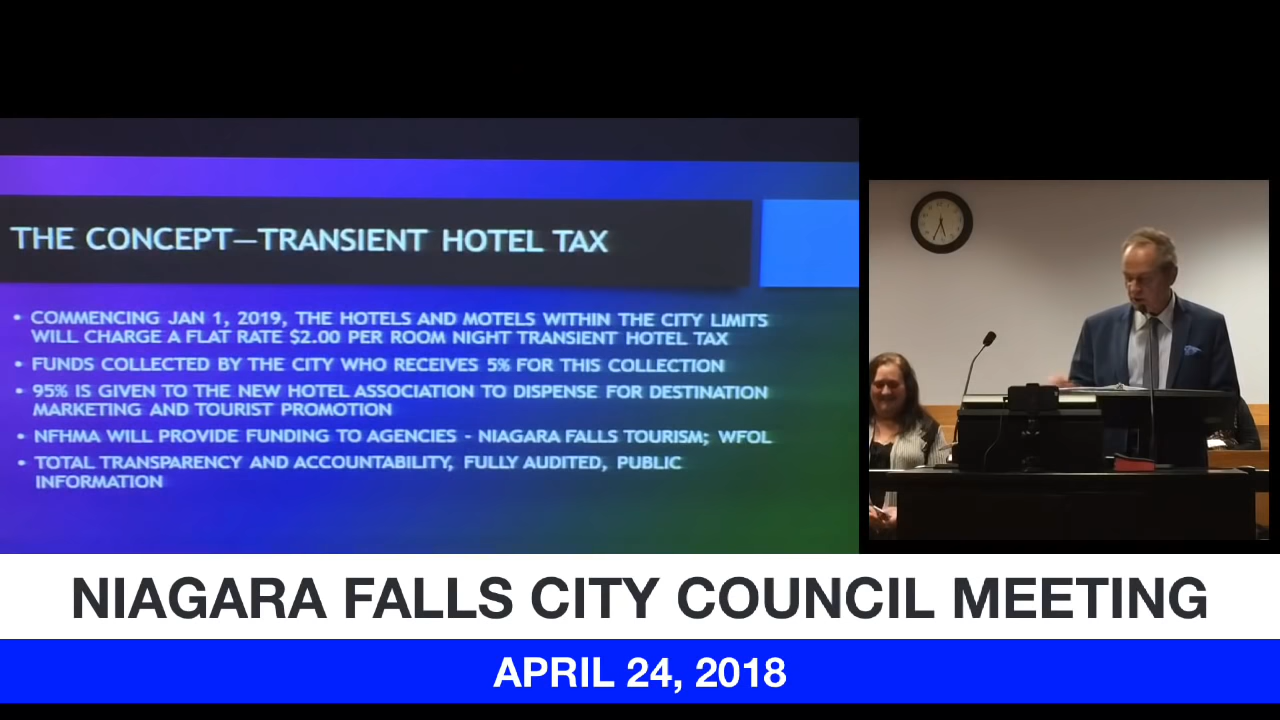 THE CONCEPT—TRANSIENT HOTEL TAX
• COMMENCING JAN 1, 2019, THE HOTELS AND MOTELS WITHIN THE CITY LIMITS
WILL CHARGE A FLAT RATE $2.00 PER ROOM NIGHT TRANSIENT HOTEL TAX
• FUNDS COLLECTED BY THE CITY WHO RECEIVES 5% FOR THIS COLLECTION
• 95% IS GIVEN TO THE NEW HOTEL ASSOCIATION TO DISPENSE FOR DESTINATION
MARKETING AND TOURIST PROMOTION
• NFHMA WILL PROVIDE FUNDING TO AGENCIES - NIAGARA FALLS TOURISM; WFOL
• TOTAL TRANSPARENCY AND ACCOUNTABILITY, FULLY AUDITED, PUBLIC
INFORMATION
NIAGARA FALLS CITY COUNCIL MEETING
APRIL 24, 2018